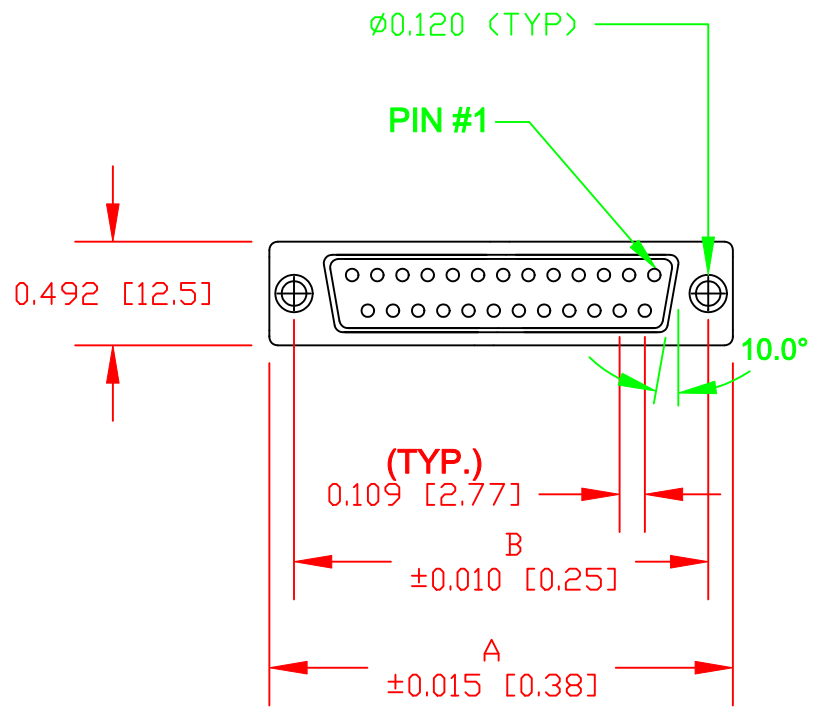 ⌀0.120 (TYP)
PIN #1
0.492 [12.5]
10.0°
(TYP.)
0.109 [2.77]
B
±0.010 [0.25]
A
±0.015 [0.38]